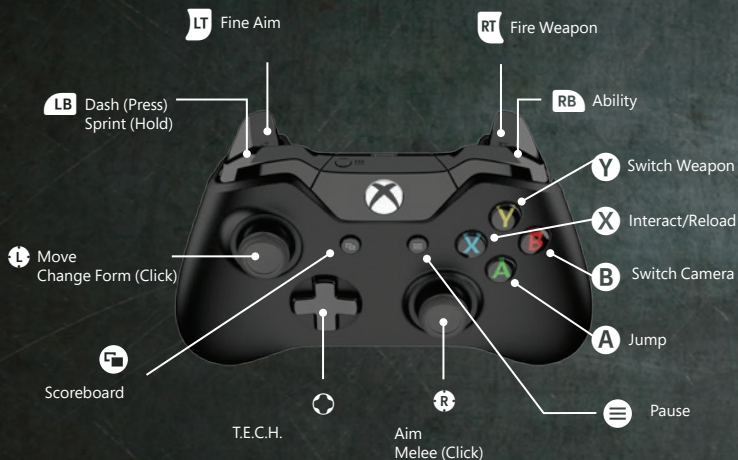 LT Fine Aim
RT Fire Weapon
LB Dash (Press)
Sprint (Hold)
RB Ability
Y Switch Weapon
Y
X Interact/Reload
X
B
L Move
Change Form (Click)
B Switch Camera
A
A Jump
Scoreboard
Pause
T.E.C.H.
R
Aim
Melee (Click)